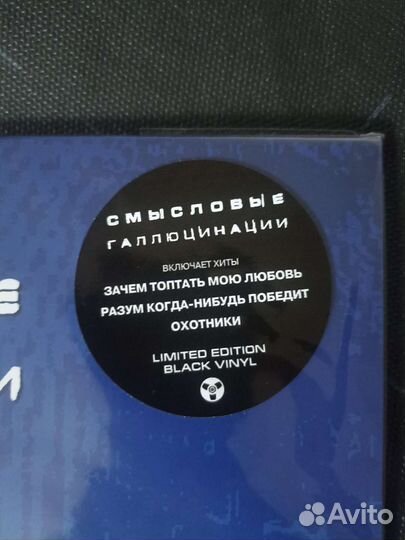 СМЫСЛОВЫЕ
ГАЛЛЮЦИНАЦИИ
ВКЛЮЧАЕТ ХИТЫ
ЗАЧЕМ ТОПТАТЬ МОЮ ЛЮБОВЬ
РАЗУМ КОГДА-НИБУДЬ ПОБЕДИТ
ОХОТНИКИ
LIMITED EDITION
BLACK VINYL
Avito